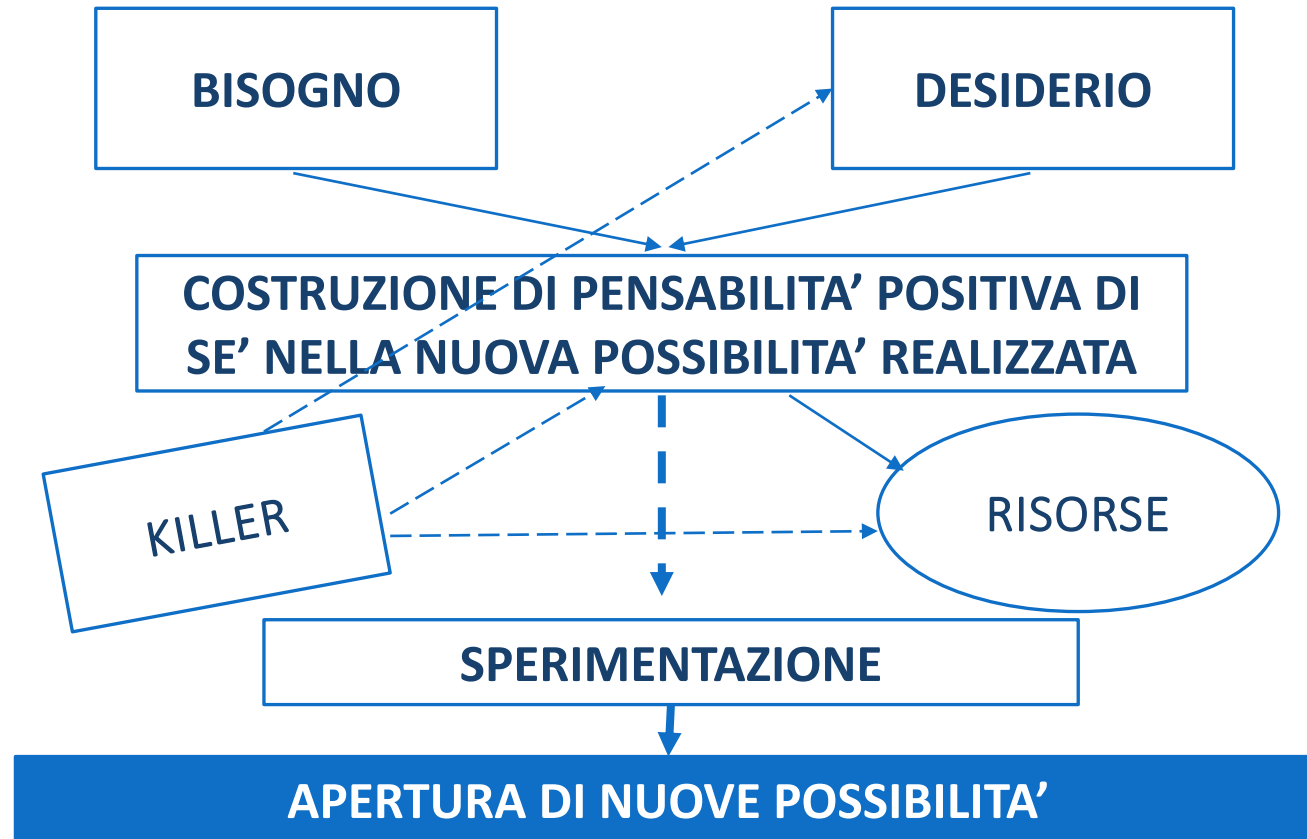 BISOGNO
DESIDERIO
COSTRUZIONE DI PENSABILITA’ POSITIVA DI
SE’ NELLA NUOVA POSSIBILITA’ REALIZZATA
KILLER
RISORSE
SPERIMENTAZIONE
APERTURA DI NUOVE POSSIBILITA’